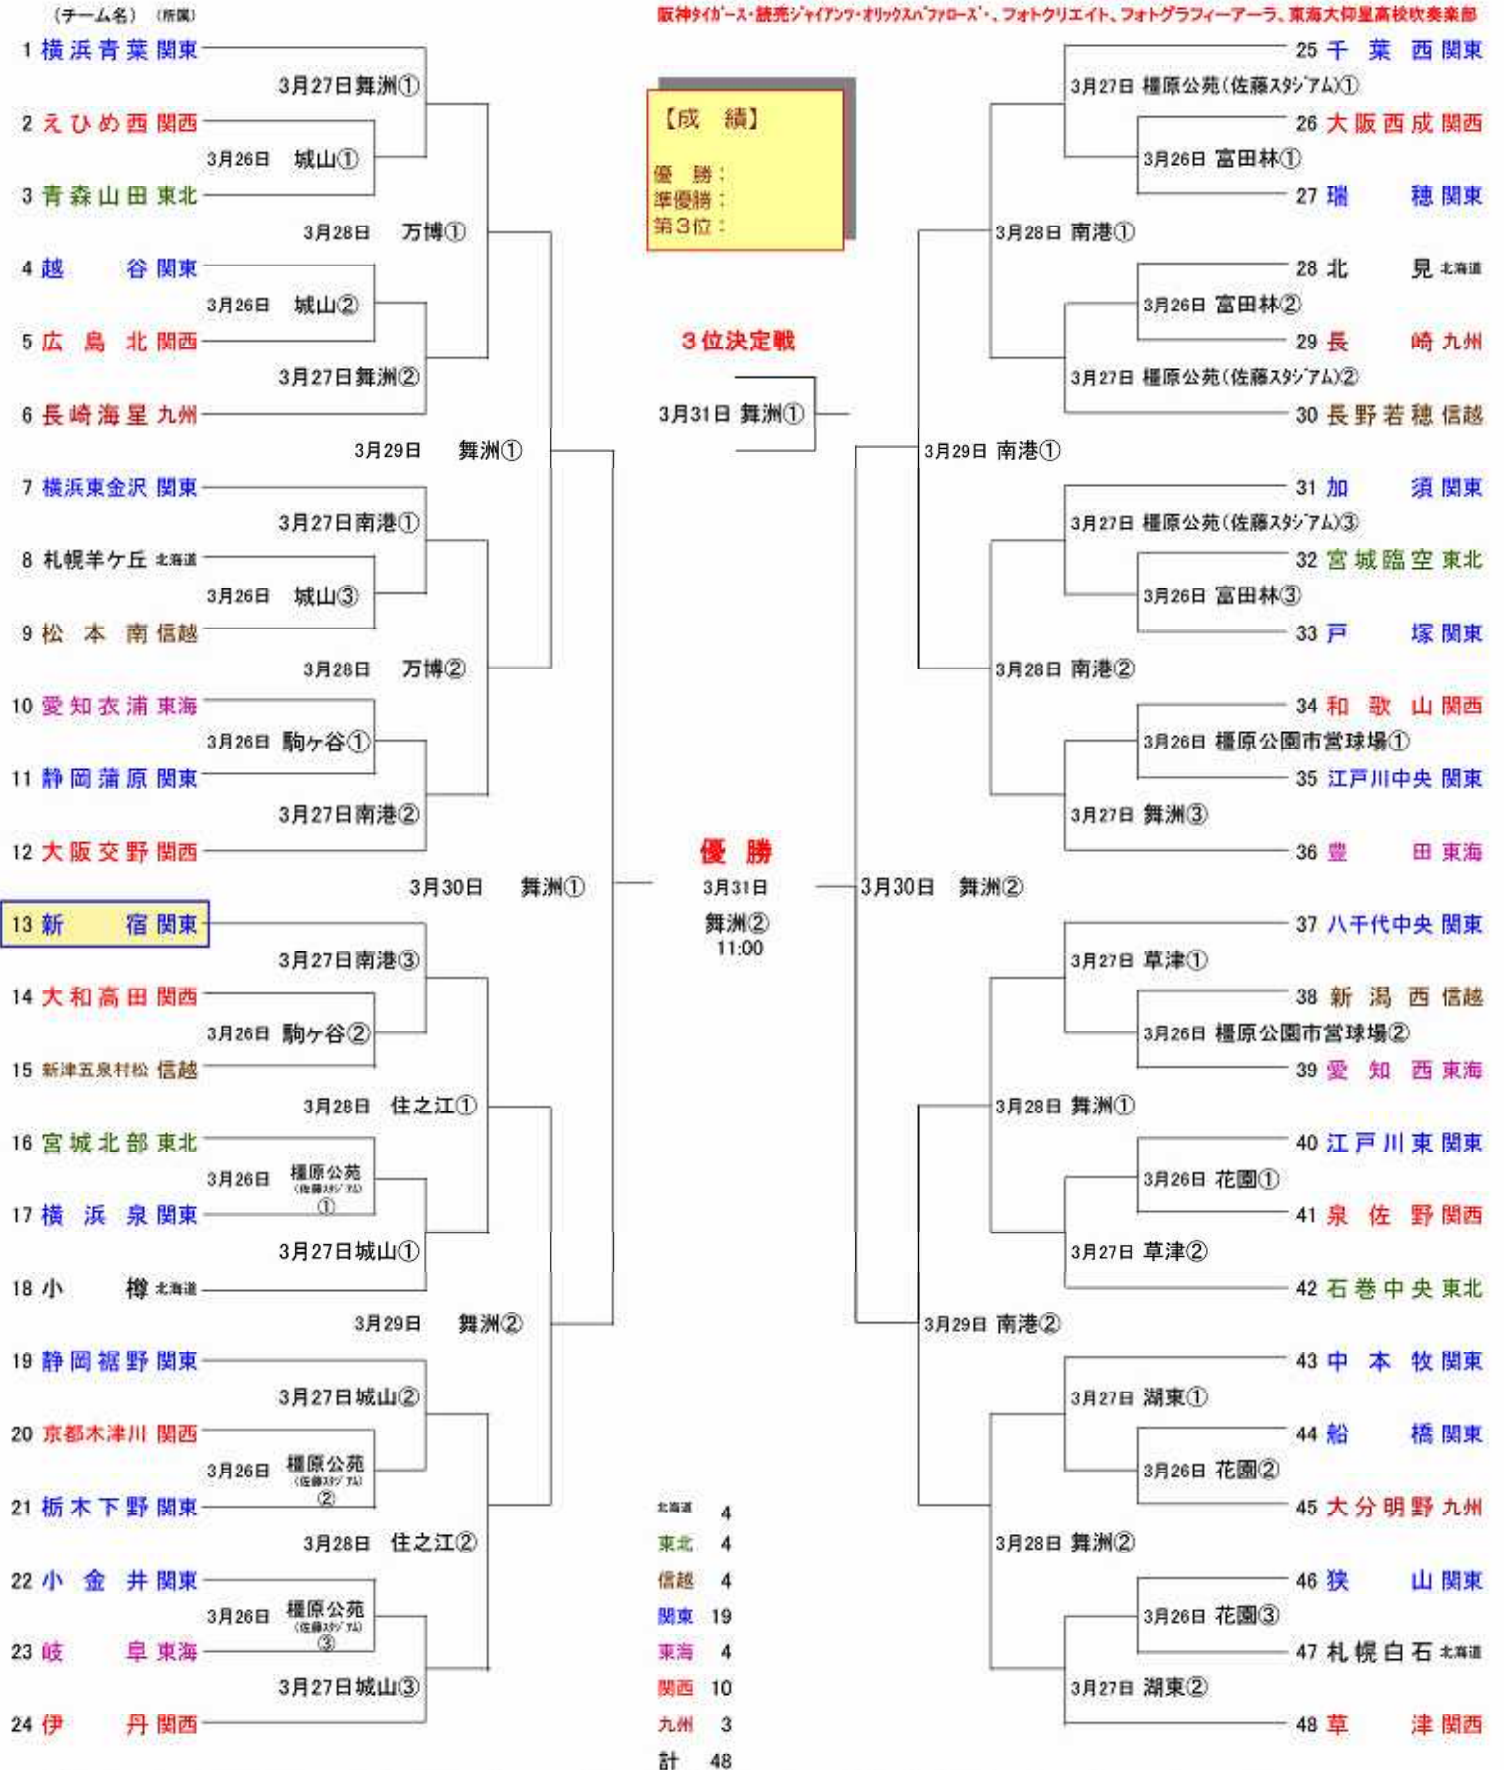 (チーム名) (所属)
阪神タイガース・読売ジャイアンツ・オリックスバファローズ・、フォトクリエイト、フォトグラフィーアーラ、東海大仰星高校吹奏楽部
1 横浜青葉 関東
3月27日舞洲①
2 えひめ西 関西
3月26日 城山①
3 青森山田 東北
3月28日 万博①
4 越谷 関東
3月26日 城山②
5 広島北 関西
3月27日舞洲②
6 長崎海星 九州
3月29日 舞洲①
7 横浜東金沢 関東
3月27日南港①
8 札幌羊ケ丘 北海道
3月26日 城山③
9 松本南 信越
3月28日 万博②
10 愛知衣浦 東海
3月26日 駒ヶ谷①
11 静岡蒲原 関東
3月27日南港②
12 大阪交野 関西
3月30日 舞洲①
13 新宿 関東
3月27日南港③
14 大和高田 関西
3月26日 駒ヶ谷②
15 新津五泉村松 信越
3月28日 住之江①
16 宮城北部 東北
3月26日 橿原公苑
(佐藤スタジアム)
①
17 横浜泉 関東
3月27日城山①
18 小樽 北海道
3月29日 舞洲②
19 静岡裾野 関東
3月27日城山②
20 京都木津川 関西
3月26日 橿原公苑
(佐藤スタジアム)
②
21 栃木下野 関東
3月28日 住之江②
22 小金井 関東
3月26日 橿原公苑
(佐藤スタジアム)
③
23 岐阜 東海
3月27日城山③
24 伊丹 関西
【成 績】
優 勝：
準優勝：
第３位：
３位決定戦
3月31日 舞洲①
優 勝
3月31日
舞洲②
11:00
北海道 4
東北 4
信越 4
関東 19
東海 4
関西 10
九州 3
計 48
25 千葉西 関東
3月27日 橿原公苑(佐藤スタジアム)①
26 大阪西成 関西
3月26日 富田林①
27 瑞穂 関東
3月28日 南港①
28 北見 北海道
3月26日 富田林②
29 長崎 九州
3月27日 橿原公苑(佐藤スタジアム)②
30 長野若穂 信越
3月29日 南港①
31 加須 関東
3月27日 橿原公苑(佐藤スタジアム)③
32 宮城臨空 東北
3月26日 富田林③
33 戸塚 関東
3月28日 南港②
34 和歌山 関西
3月26日 橿原公園市営球場①
35 江戸川中央 関東
3月27日 舞洲③
36 豊田 東海
3月30日 舞洲②
37 八千代中央 関東
3月27日 草津①
38 新潟西 信越
3月26日 橿原公園市営球場②
39 愛知西 東海
3月28日 舞洲①
40 江戸川東 関東
3月26日 花園①
41 泉佐野 関西
3月27日 草津②
42 石巻中央 東北
3月29日 南港②
43 中本牧 関東
3月27日 湖東①
44 船橋 関東
3月26日 花園②
45 大分明野 九州
3月28日 舞洲②
46 狭山 関東
3月26日 花園③
47 札幌白石 北海道
3月27日 湖東②
48 草津 関西